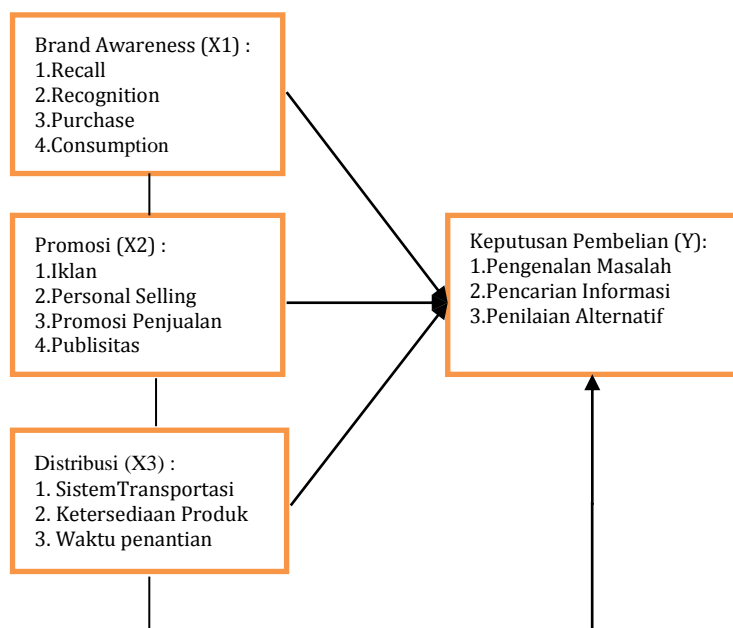 Brand Awareness (X1) :
1.Recall
2.Recognition
3.Purchase
4.Consumption
Promosi (X2) :
1.Iklan
2.Personal Selling
3.Promosi Penjualan
4.Publisitas
Distribusi (X3) :
1. SistemTransportasi
2. Ketersediaan Produk
3. Waktu penantian
Keputusan Pembelian (Y):
1.Pengenalan Masalah
2.Pencarian Informasi
3.Penilaian Alternatif